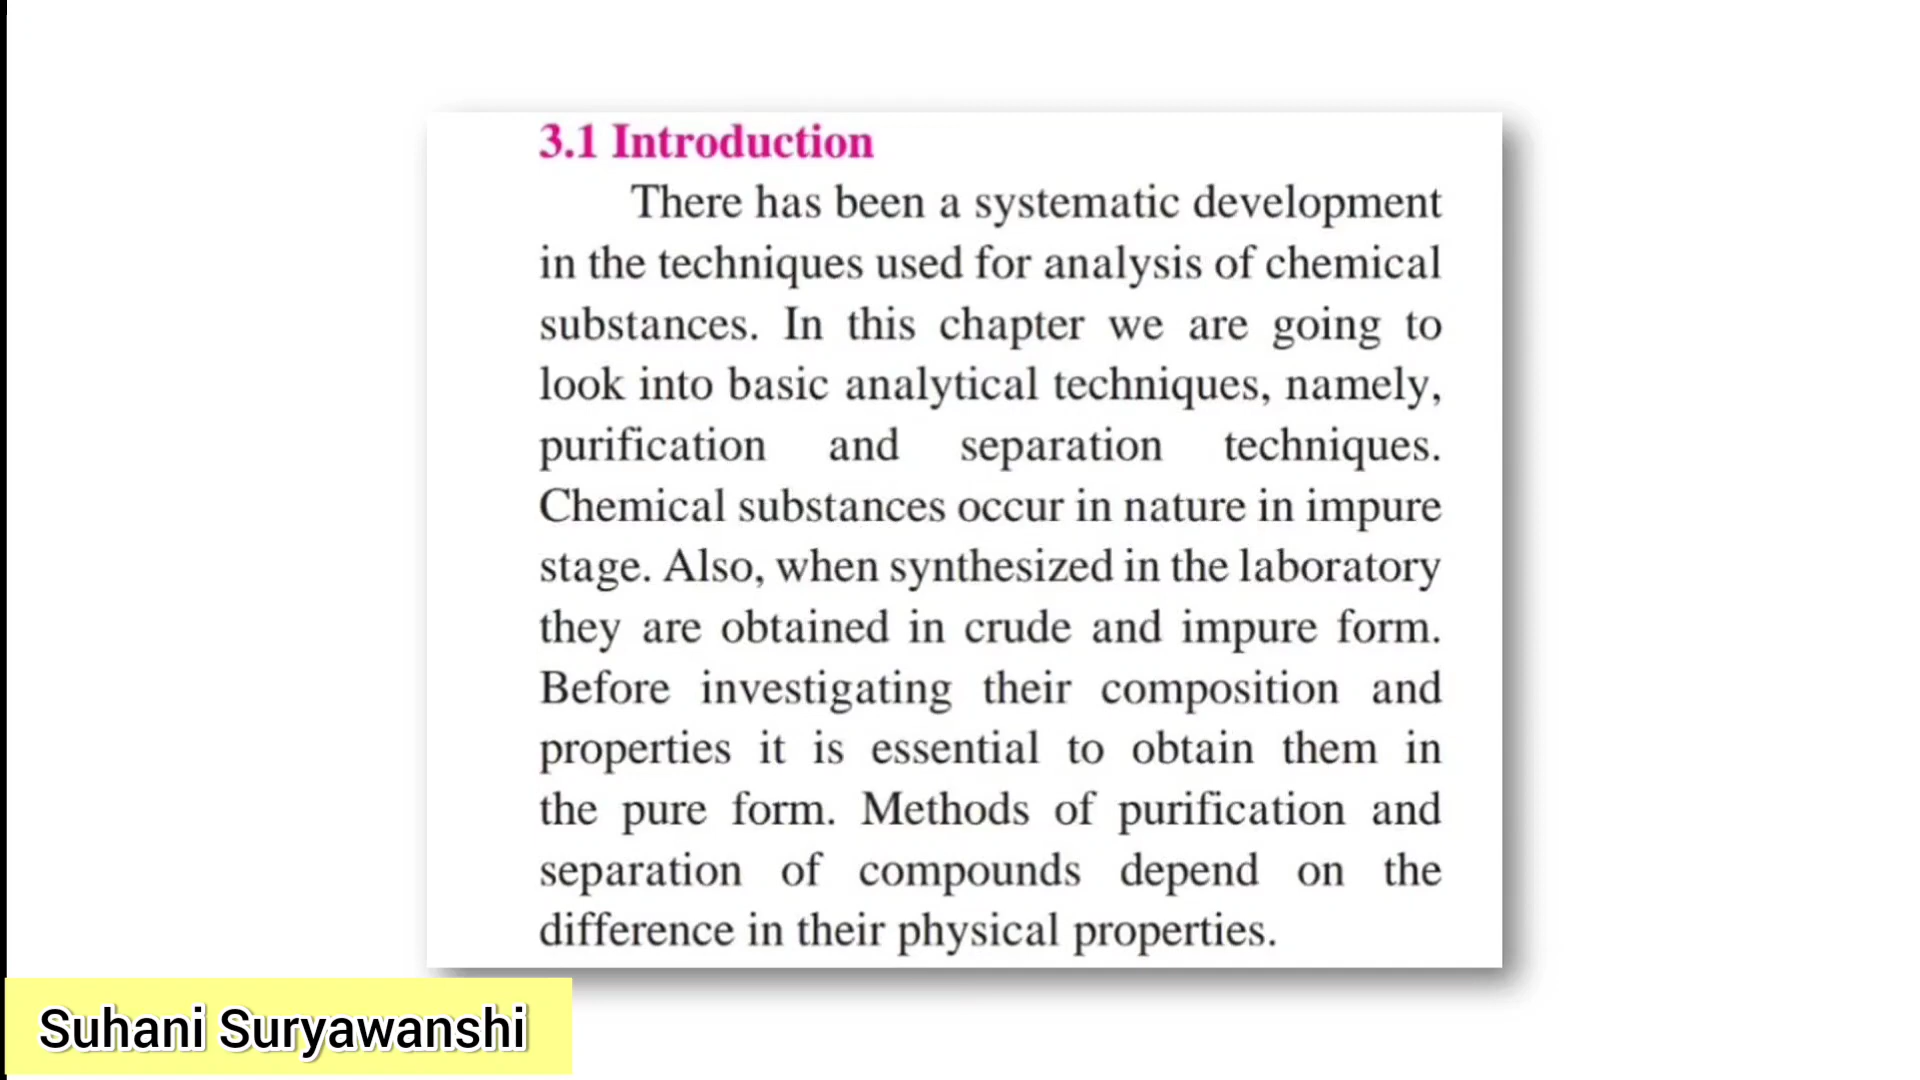 3.1 Introduction
There has been a systematic development
in the techniques used for analysis of chemical
substances. In this chapter we are going to
look into basic analytical techniques, namely,
purification and separation techniques.
Chemical substances occur in nature in impure
stage. Also, when synthesized in the laboratory
they are obtained in crude and impure form.
Before investigating their composition and
properties it is essential to obtain them in
the pure form. Methods of purification and
separation of compounds depend on the
difference in their physical properties.
Suhani Suryawanshi